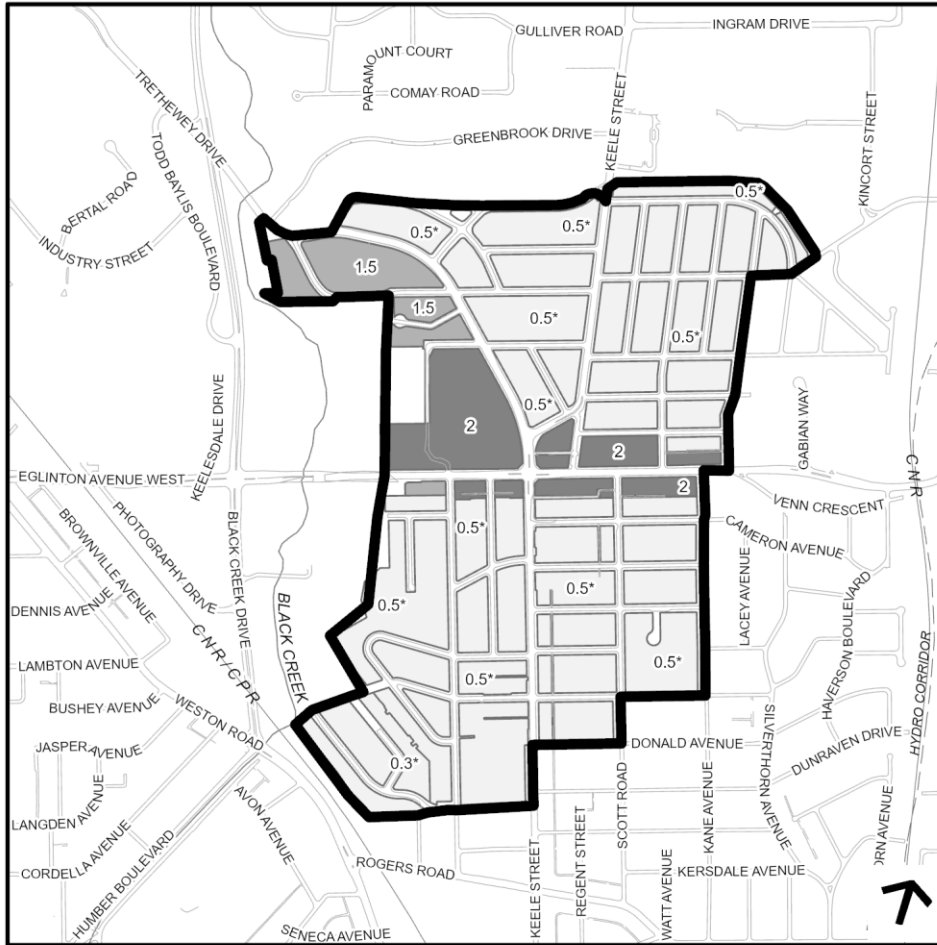 GULLIVER ROAD
INGRAM DRIVE
PARAMOUNT COURT
COMAY ROAD
TRETHEWEY DRIVE
TODD BAYLIS BOULEVARD
GREENBROOK DRIVE
KEELE STREET
KINCORT STREET
BERTAL ROAD
INDUSTRY STREET
0.5*
0.5*
0.5*
1.5
1.5
0.5*
0.5*
0.5*
2
2
2
KEELESDALE DRIVE
GABIAN WAY
CNR
EGLINTON AVENUE WEST
PHOTOGRAPHY DRIVE
BROWNVILLE AVENUE
BLACK CREEK DRIVE
BLACK CREEK
VENN CRESCENT
CAMERON AVENUE
LACEY AVENUE
HAVERSON BOULEVARD
HYDRO CORRIDOR
0.5*
0.5*
0.5*
0.5*
0.5*
0.3*
DENNIS AVENUE
CNR/CPR
LAMBTON AVENUE
BUSHEY AVENUE
WESTON ROAD
JASPER AVENUE
LANGDEN AVENUE
CORDELLA AVENUE
HUMBER BOULEVARD
AVON AVENUE
SENECA AVENUE
ROGERS ROAD
KEELE STREET
REGENT STREET
SCOTT ROAD
WATT AVENUE
KANE AVENUE
DONALD AVENUE
SILVERTHORN AVENUE
DUNRAVEN DRIVE
KERSDALE AVENUE
ORN AVENUE